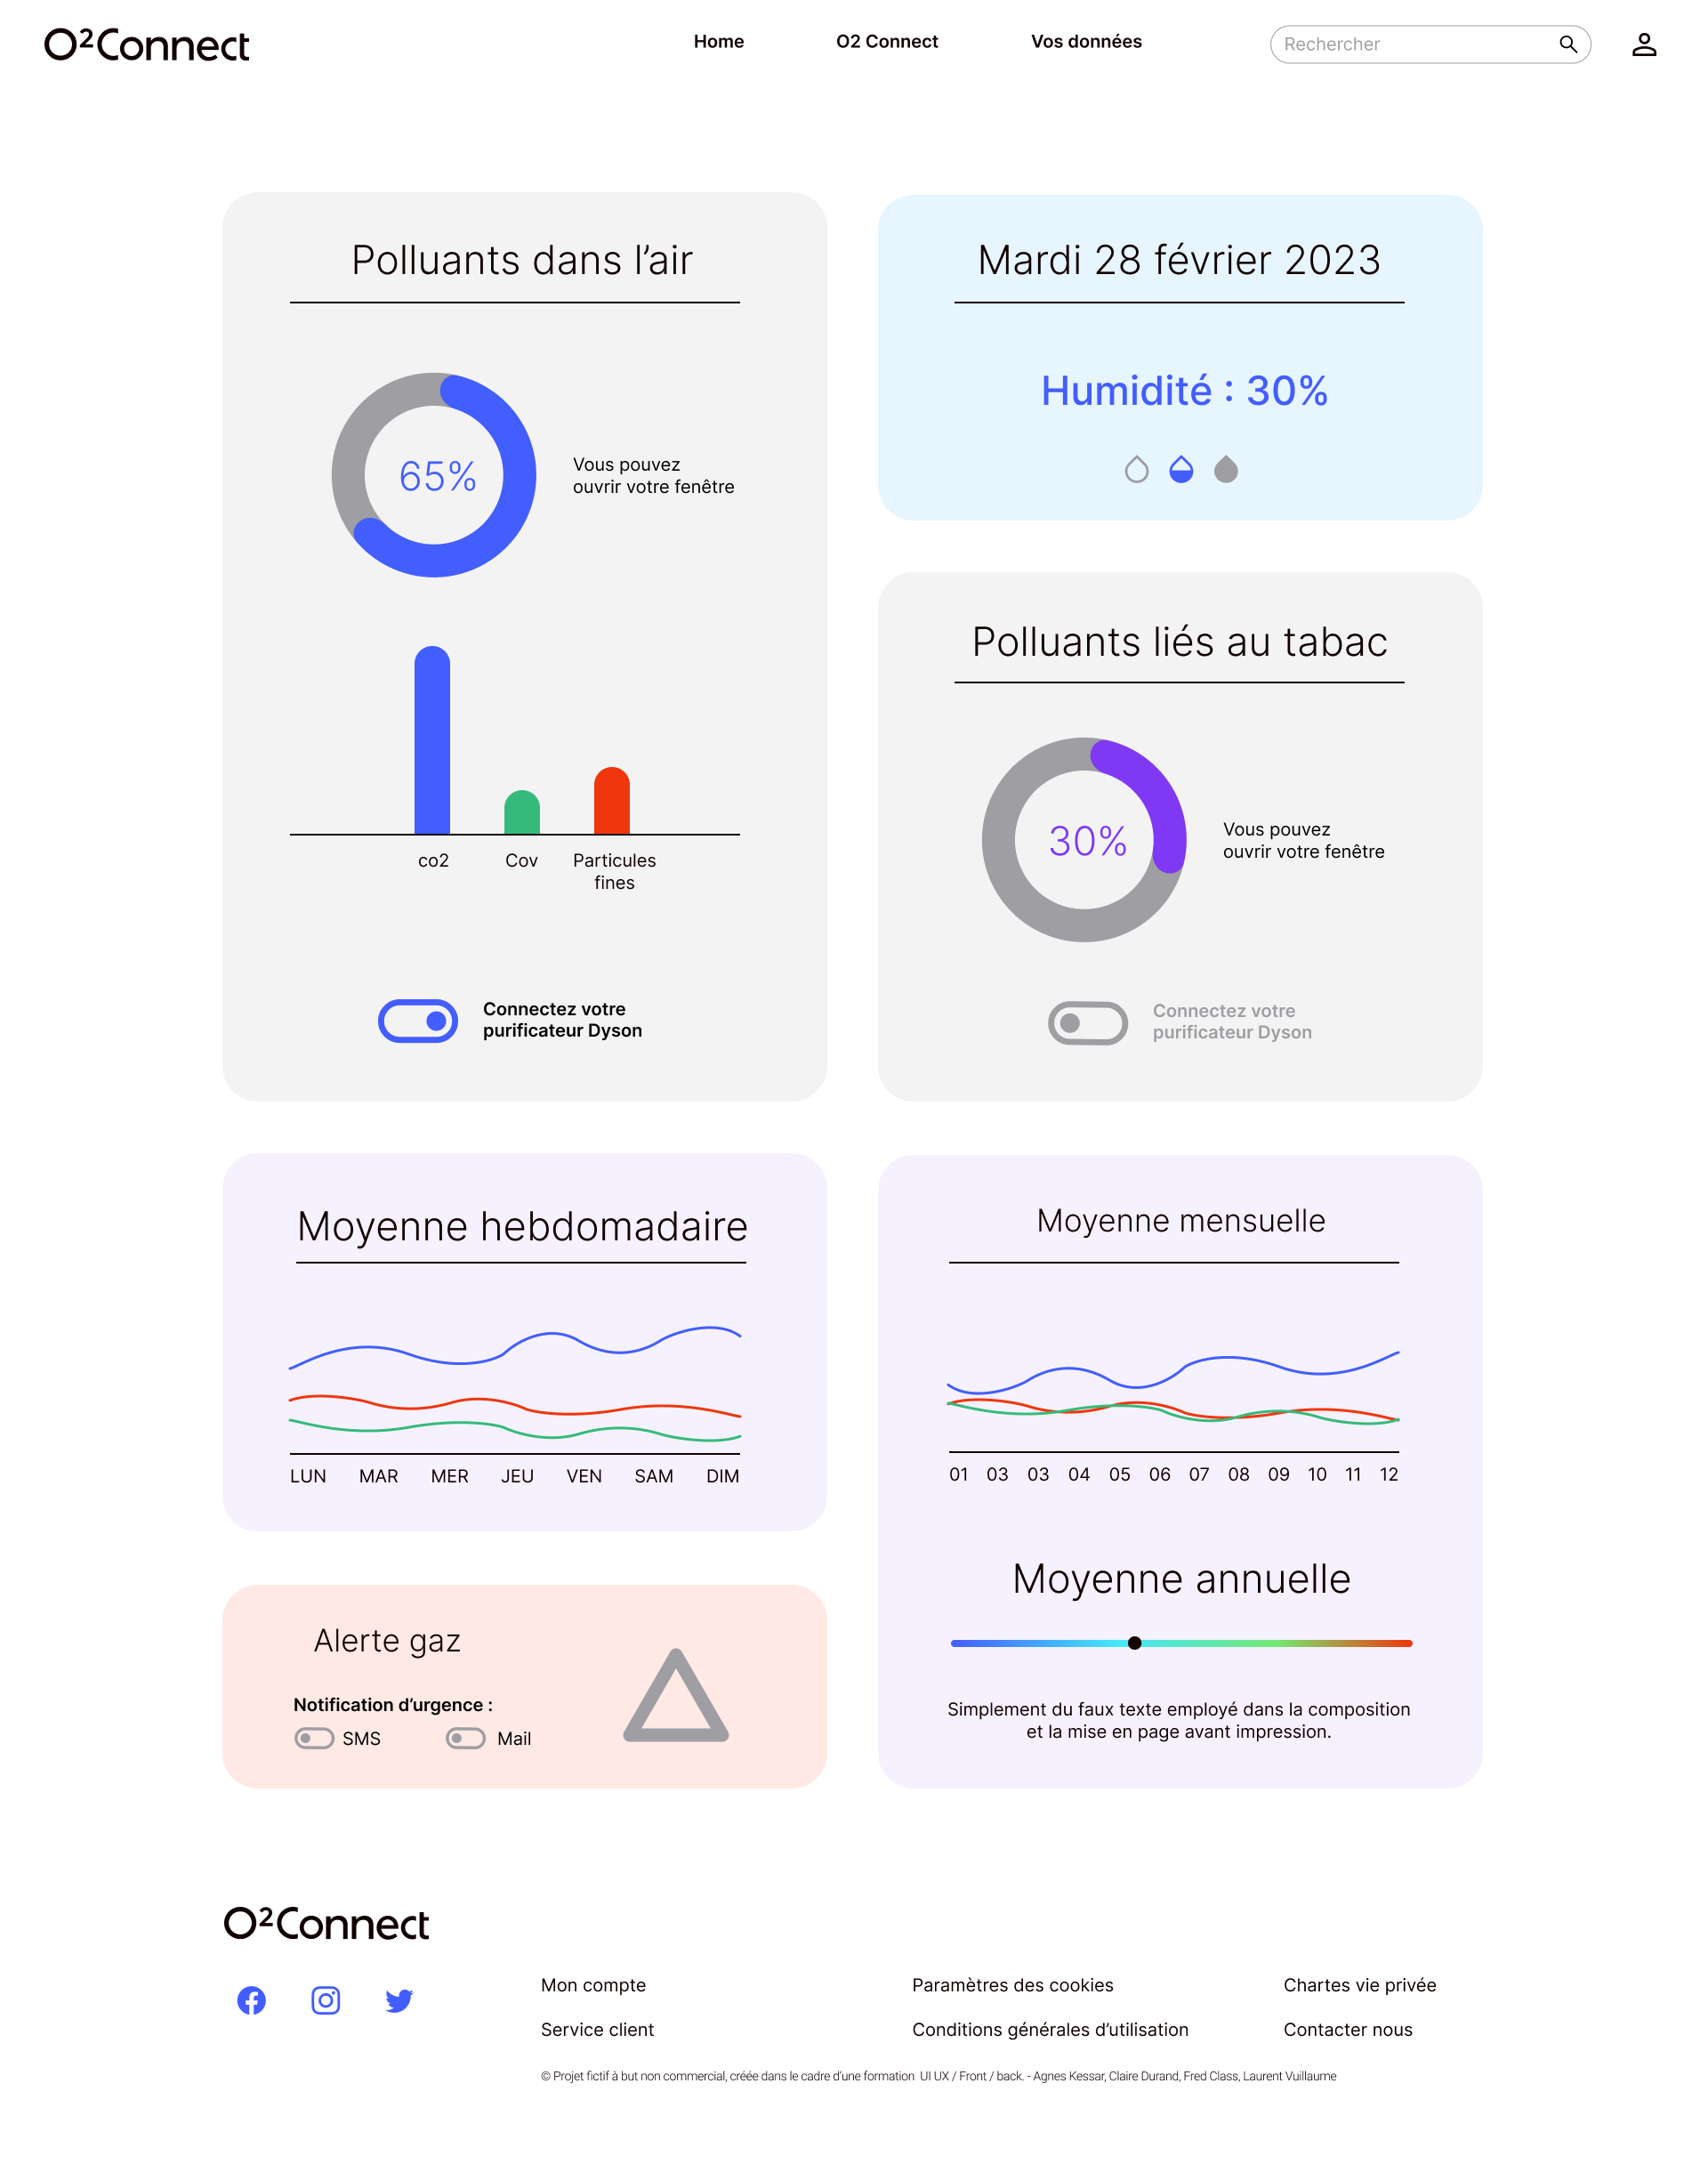 O²Connect
Home
O2 Connect
Vos données
Rechercher
Polluants dans l’air
65%
Vous pouvez
ouvrir votre fenêtre
co2
Cov
Particules
fines
Connectez votre
purificateur Dyson
Mardi 28 février 2023
Humidité : 30%
Polluants liés au tabac
30%
Vous pouvez
ouvrir votre fenêtre
Connectez votre
purificateur Dyson
Moyenne hebdomadaire
LUN MAR MER JEU VEN SAM DIM
Moyenne mensuelle
01 03 03 04 05 06 07 08 09 10 11 12
Moyenne annuelle
Simplement du faux texte employé dans la composition
et la mise en page avant impression.
Alerte gaz
Notification d’urgence :
SMS
Mail
O²Connect
Mon compte
Paramètres des cookies
Chartes vie privée
Service client
Conditions générales d’utilisation
Contacter nous
© Projet fictif à but non commercial, créée dans le cadre d’une formation UI UX / Front / back. - Agnes Kessar, Claire Durand, Fred Class, Laurent Vuillaume